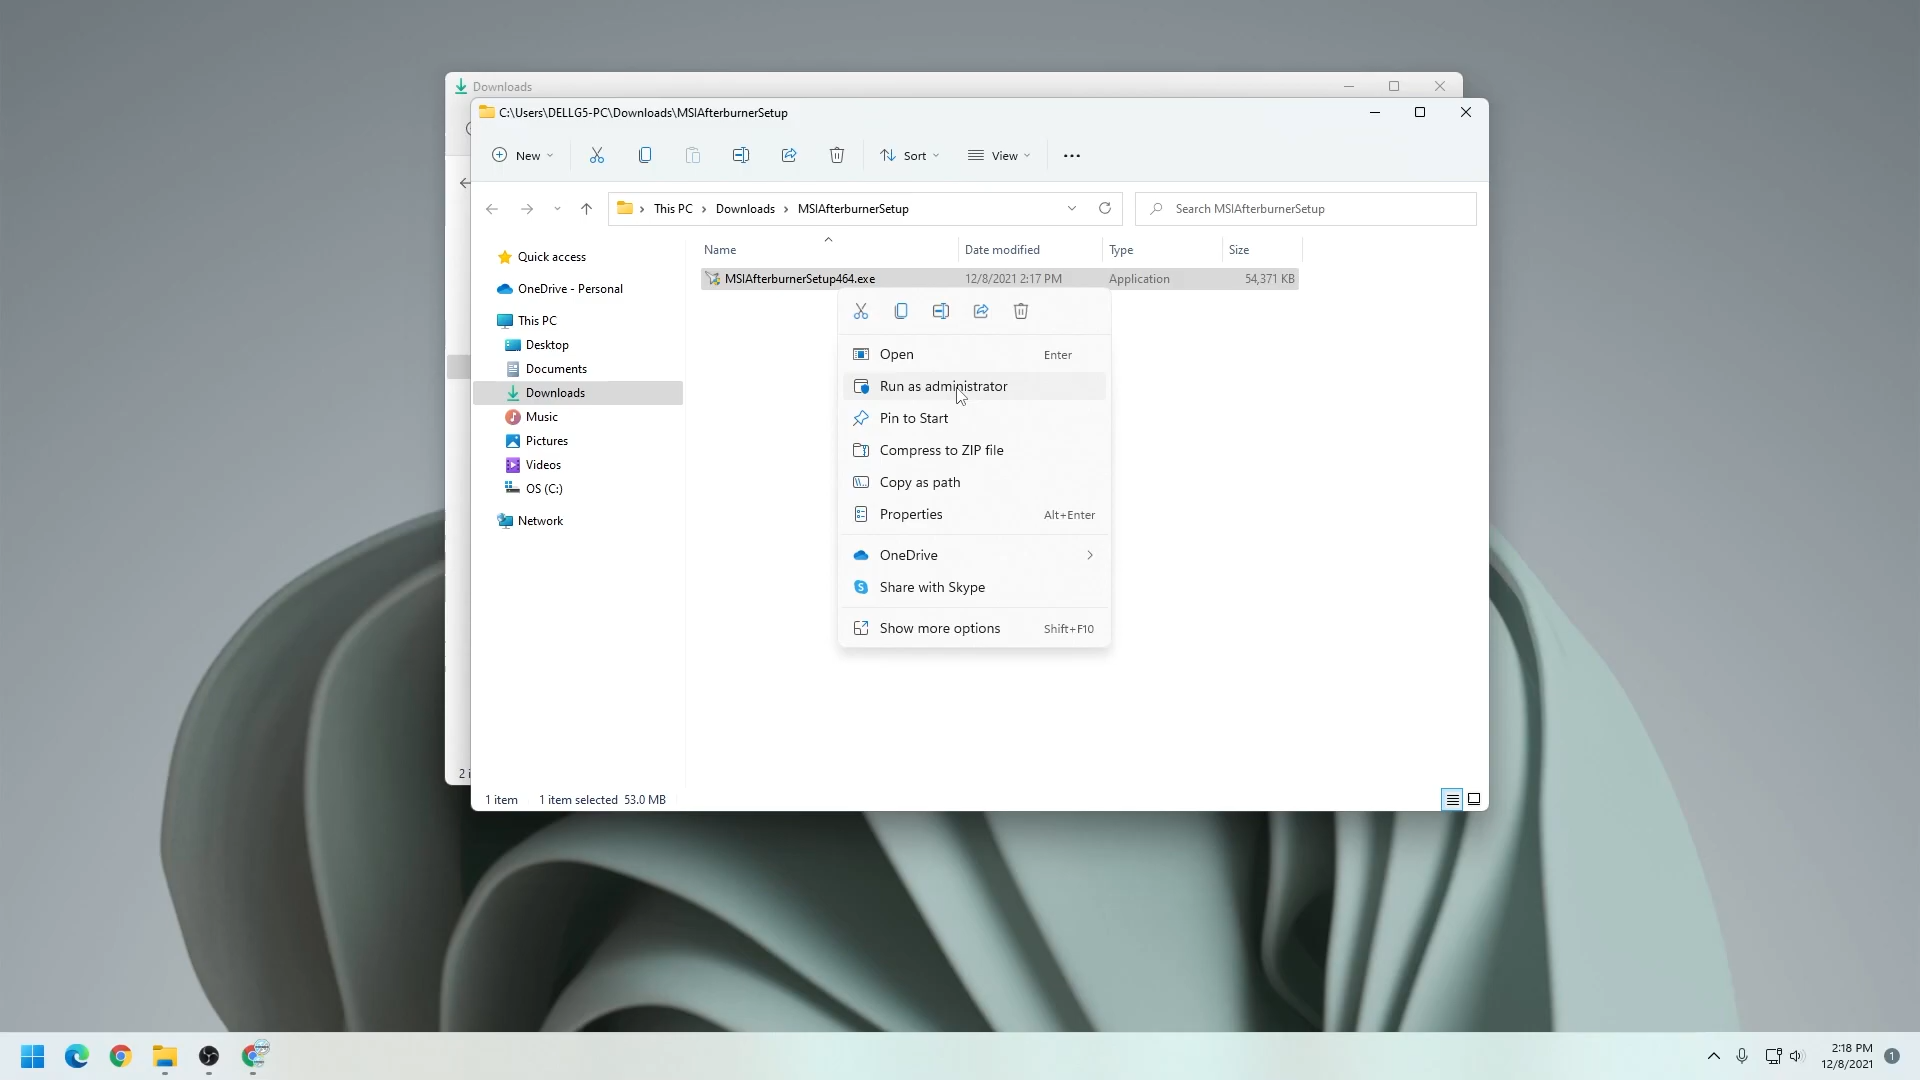 Downloads
C:\Users\DELLG5-PC\Downloads\MSIAfterburnerSetup
New
Sort
View
This PC › Downloads › MSIAfterburnerSetup
Search MSIAfterburnerSetup
Name Date modified Type Size
MSIAfterburnerSetup464.exe 12/8/2021 2:17 PM Application 54,371 KB
Quick access
OneDrive - Personal
This PC
Desktop
Documents
Downloads
Music
Pictures
Videos
OS (C:)
Network
Open Enter
Run as administrator
Pin to Start
Compress to ZIP file
Copy as path
Properties Alt+Enter
OneDrive
Share with Skype
Show more options Shift+F10
2 i
1 item 1 item selected 53.0 MB
2:18 PM
12/8/2021
1